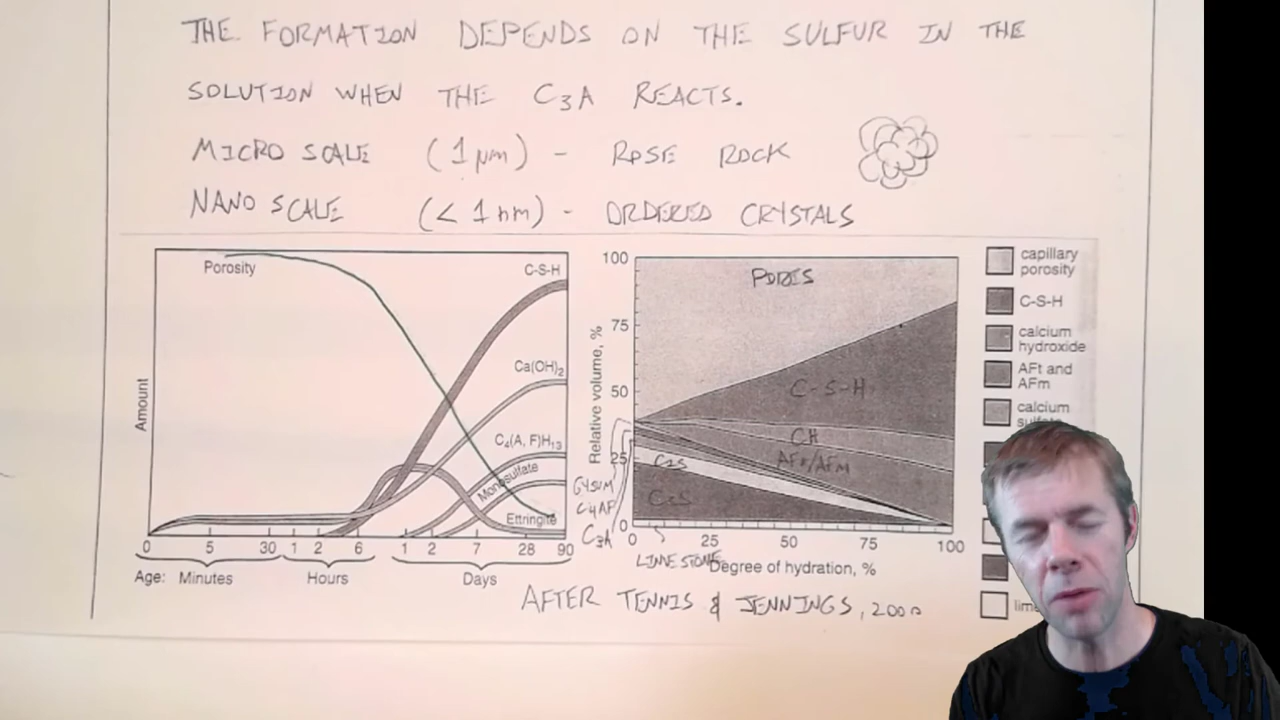 THE FORMATION DEPENDS ON THE SULFUR IN THE
SOLUTION WHEN THE C3A REACTS.
MICRO SCALE (1 μm) - ROSE ROCK
NANO SCALE (< 1 nm) - ORDERED CRYSTALS
Porosity
C-S-H
Ca(OH)2
C4(A, F)H13
Monosulfate
Ettringite
Amount
0 5 30 1 2 6 1 2 7 28 90
Age: Minutes Hours Days
Relative volume, %
100
75
50
25
0
PORES
C-S-H
CH
AFt/AFm
C2S
C3S
C4AF
C3A
LIMESTONE
0 25 50 75 100
Degree of hydration, %
capillary
porosity
C-S-H
calcium
hydroxide
AFt and
AFm
calcium
AFTER TENNIS & JENNINGS, 2000